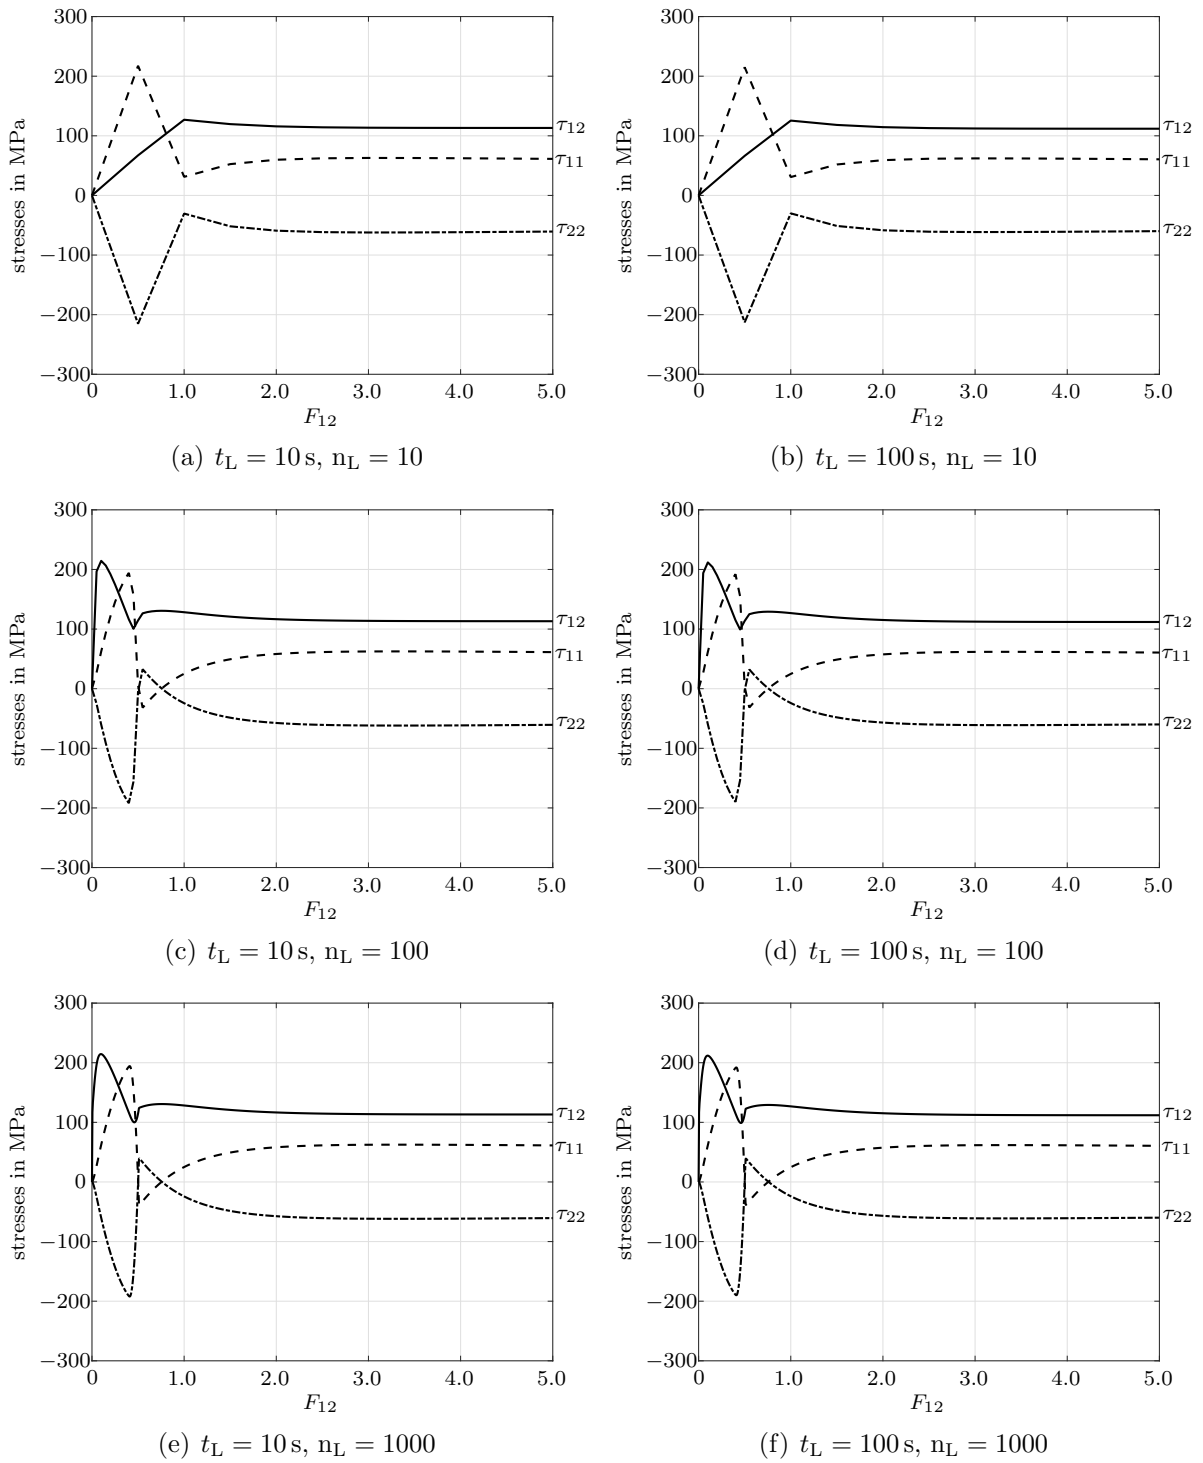 300
200
100
0
−100
−200
−300
stresses in MPa
0 1.0 2.0 3.0 4.0 5.0
F12
τ12
τ11
τ22
(a) tL = 10 s, nL = 10
300
200
100
0
−100
−200
−300
stresses in MPa
0 1.0 2.0 3.0 4.0 5.0
F12
τ12
τ11
τ22
(b) tL = 100 s, nL = 10
300
200
100
0
−100
−200
−300
stresses in MPa
0 1.0 2.0 3.0 4.0 5.0
F12
τ12
τ11
τ22
(c) tL = 10 s, nL = 100
300
200
100
0
−100
−200
−300
stresses in MPa
0 1.0 2.0 3.0 4.0 5.0
F12
τ12
τ11
τ22
(d) tL = 100 s, nL = 100
300
200
100
0
−100
−200
−300
stresses in MPa
0 1.0 2.0 3.0 4.0 5.0
F12
τ12
τ11
τ22
(e) tL = 10 s, nL = 1000
300
200
100
0
−100
−200
−300
stresses in MPa
0 1.0 2.0 3.0 4.0 5.0
F12
τ12
τ11
τ22
(f) tL = 100 s, nL = 1000